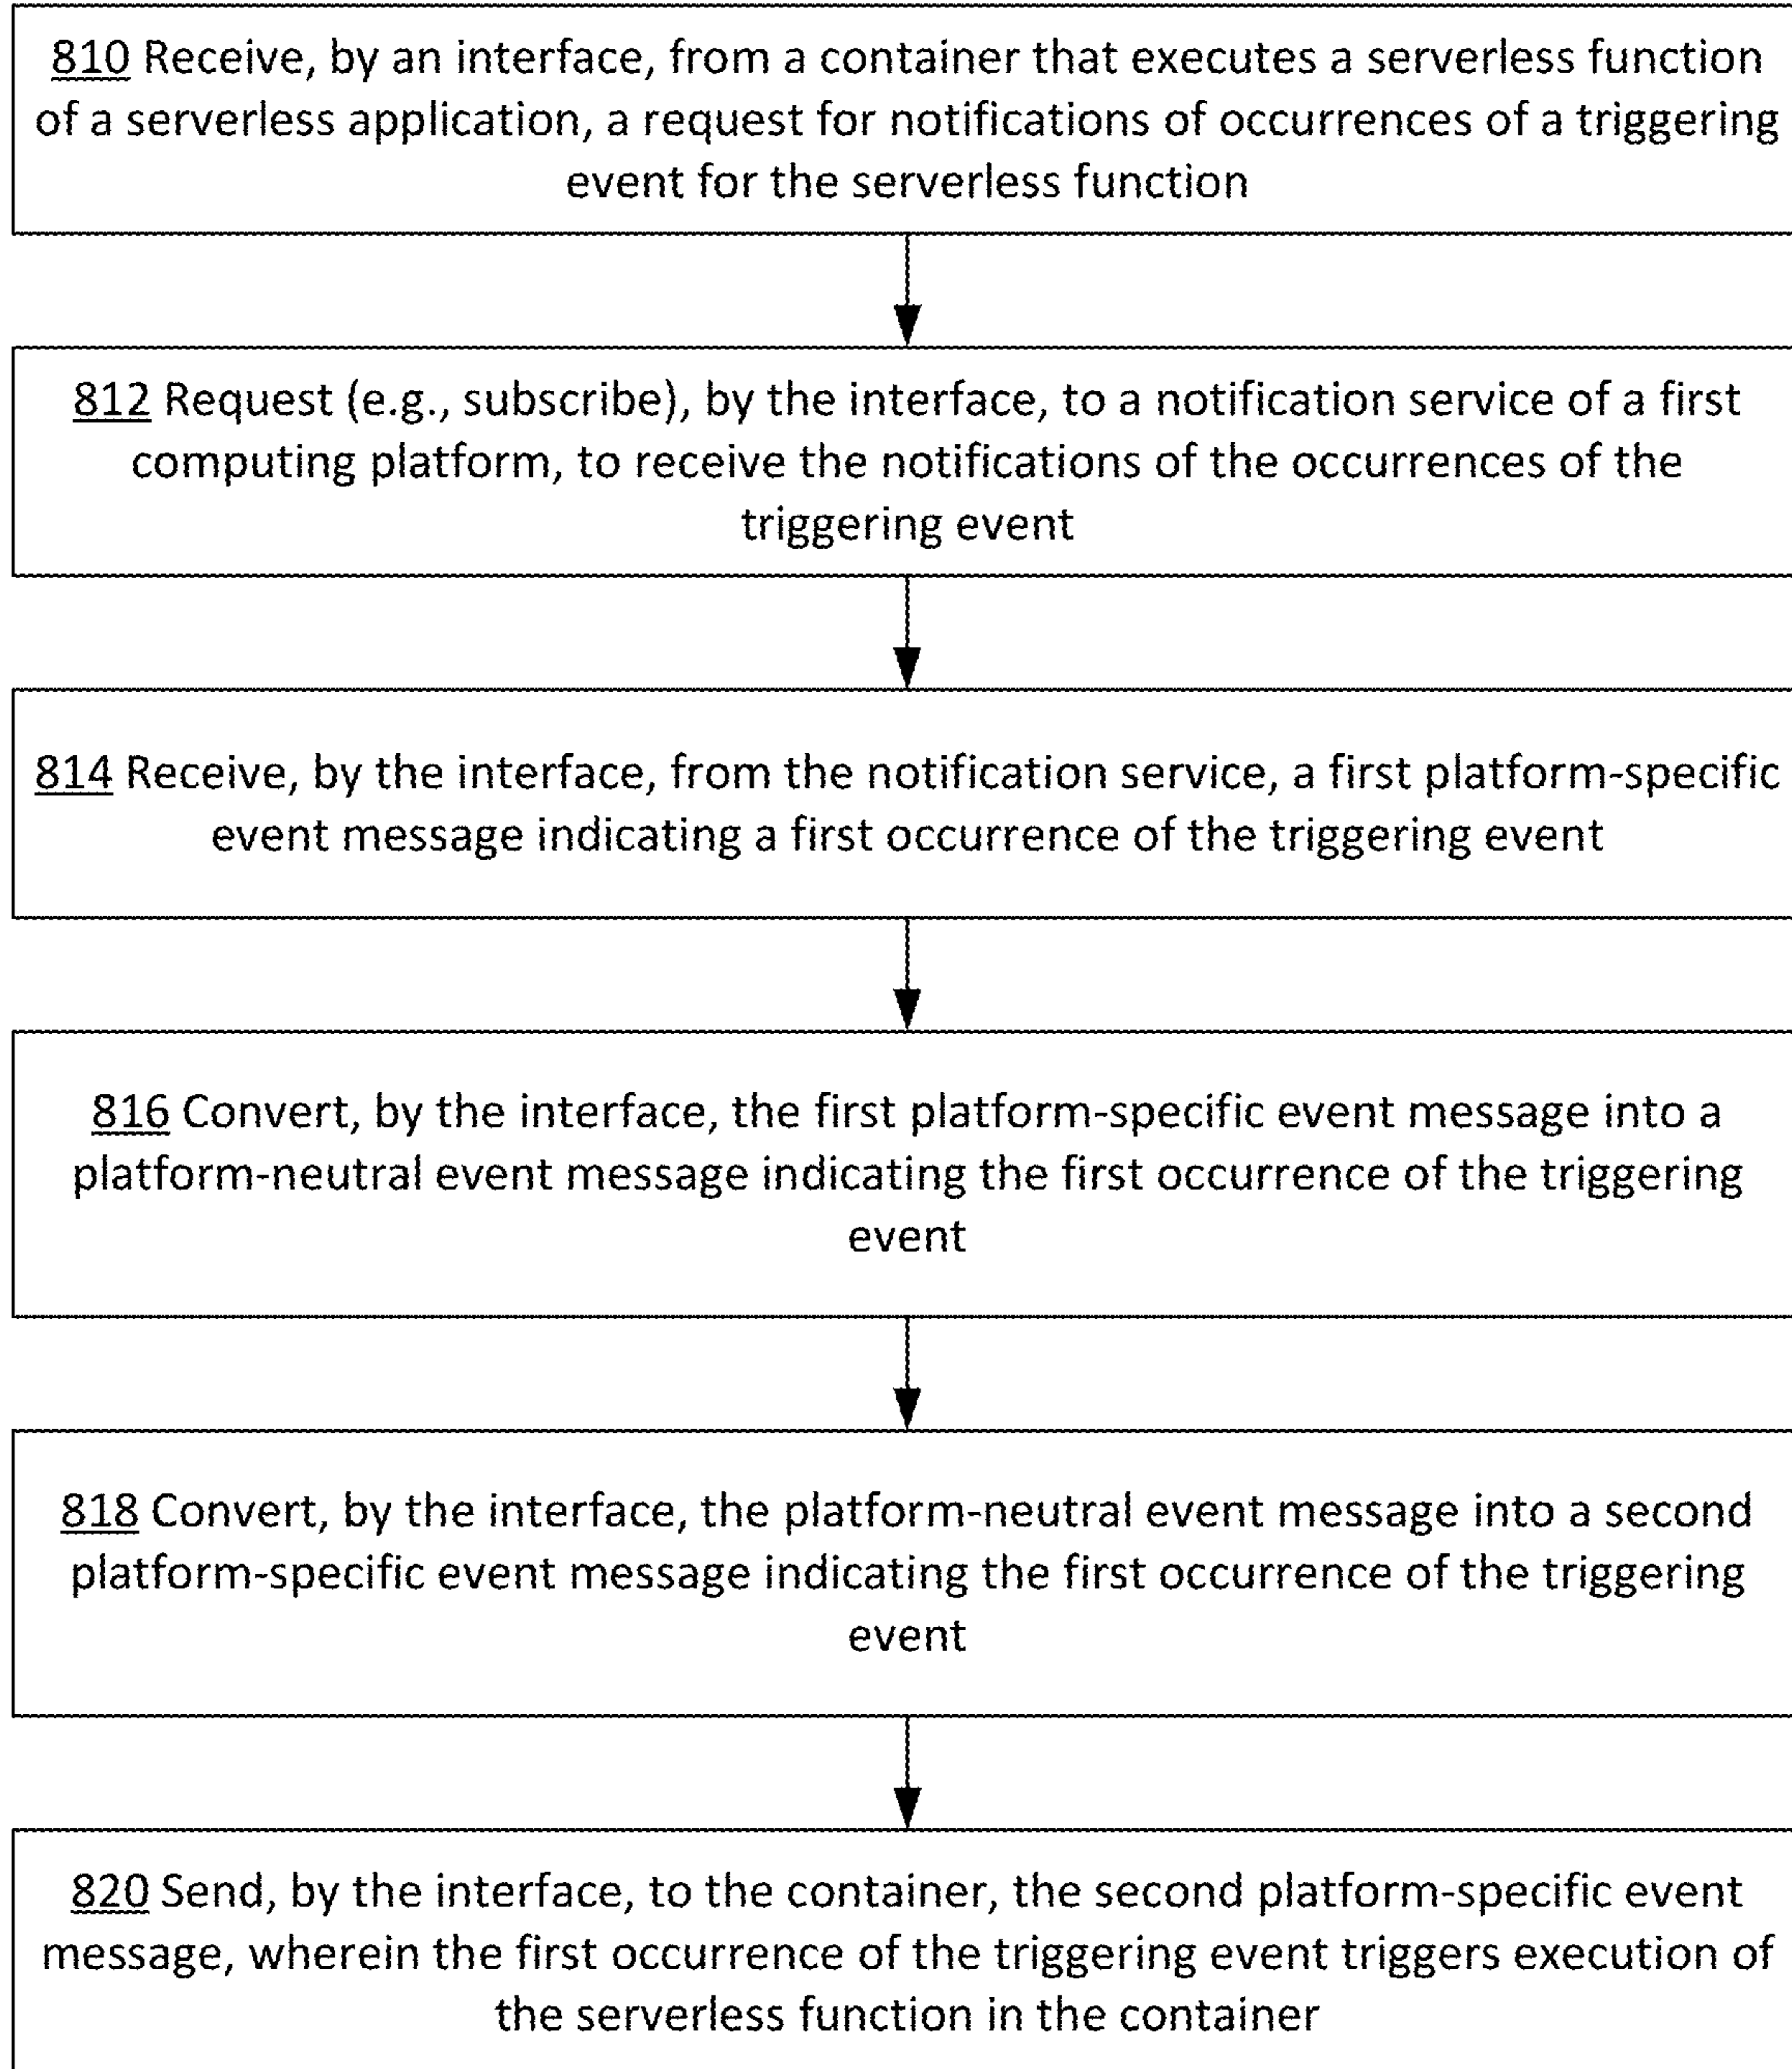 810 Receive, by an interface, from a container that executes a serverless function
of a serverless application, a request for notifications of occurrences of a triggering
event for the serverless function
812 Request (e.g., subscribe), by the interface, to a notification service of a first
computing platform, to receive the notifications of the occurrences of the
triggering event
814 Receive, by the interface, from the notification service, a first platform-specific
event message indicating a first occurrence of the triggering event
816 Convert, by the interface, the first platform-specific event message into a
platform-neutral event message indicating the first occurrence of the triggering
event
818 Convert, by the interface, the platform-neutral event message into a second
platform-specific event message indicating the first occurrence of the triggering
event
820 Send, by the interface, to the container, the second platform-specific event
message, wherein the first occurrence of the triggering event triggers execution of
the serverless function in the container